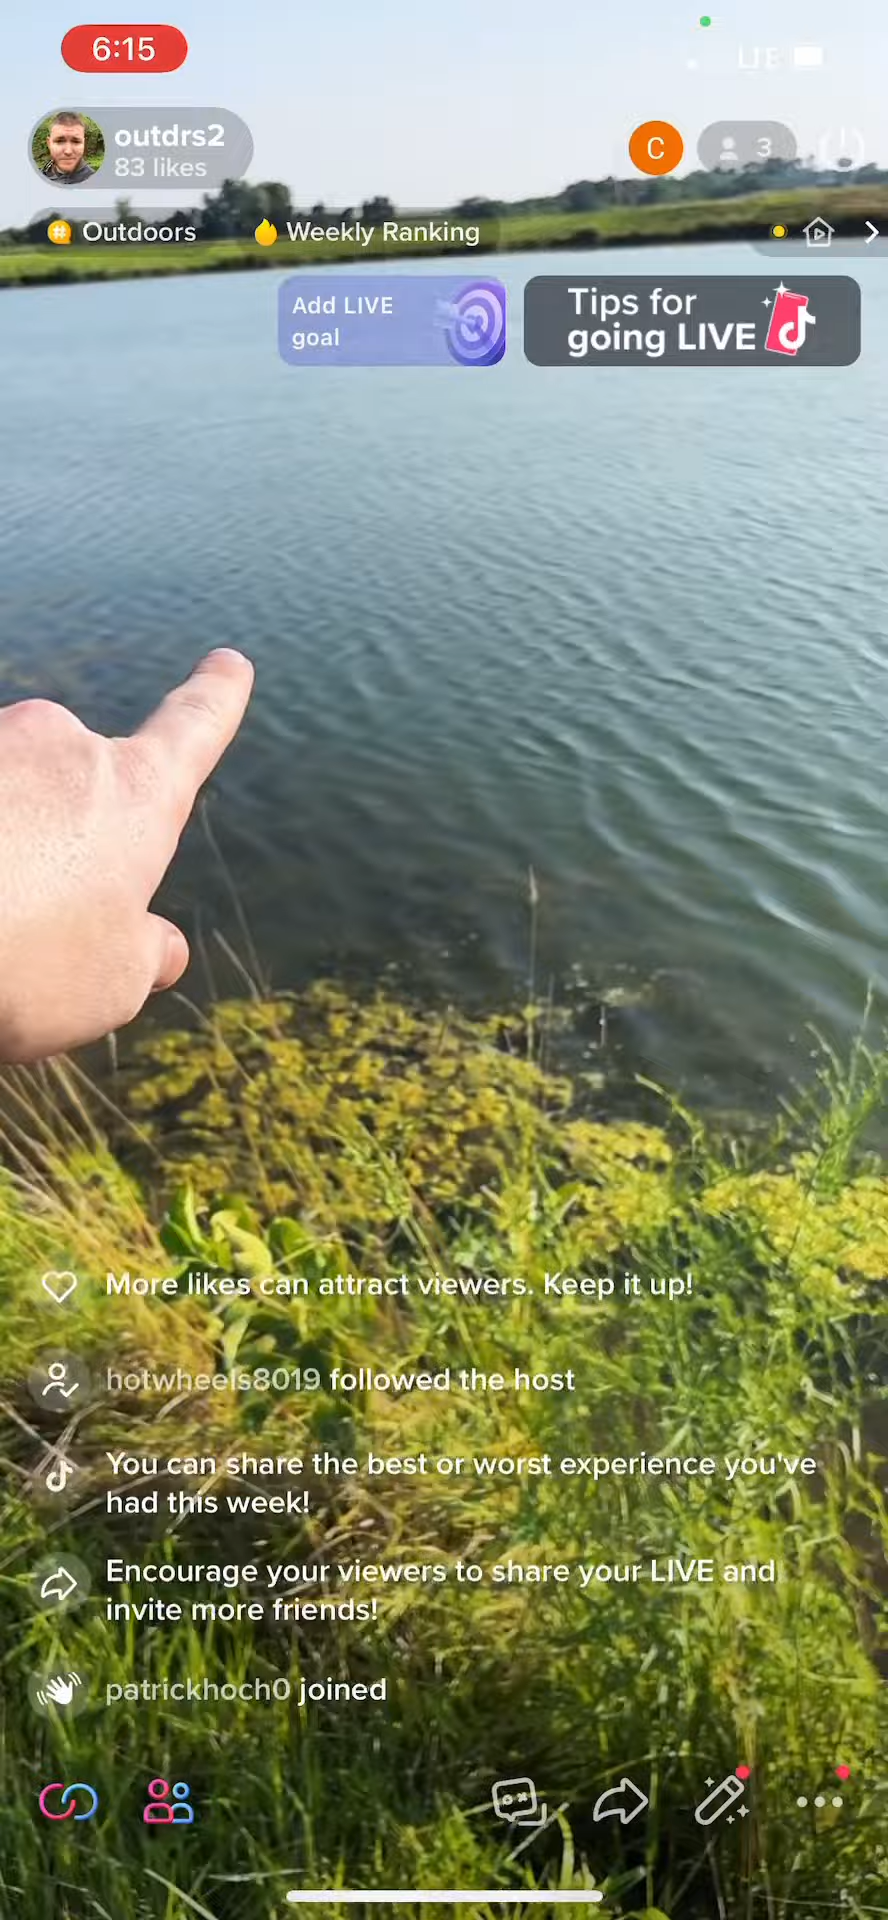 6:15
LTE
outdrs2
83 likes
C
3
Outdoors
Weekly Ranking
Add LIVE
goal
Tips for
going LIVE
More likes can attract viewers. Keep it up!
hotwheels8019 followed the host
You can share the best or worst experience you've
had this week!
Encourage your viewers to share your LIVE and
invite more friends!
patrickhoch0 joined